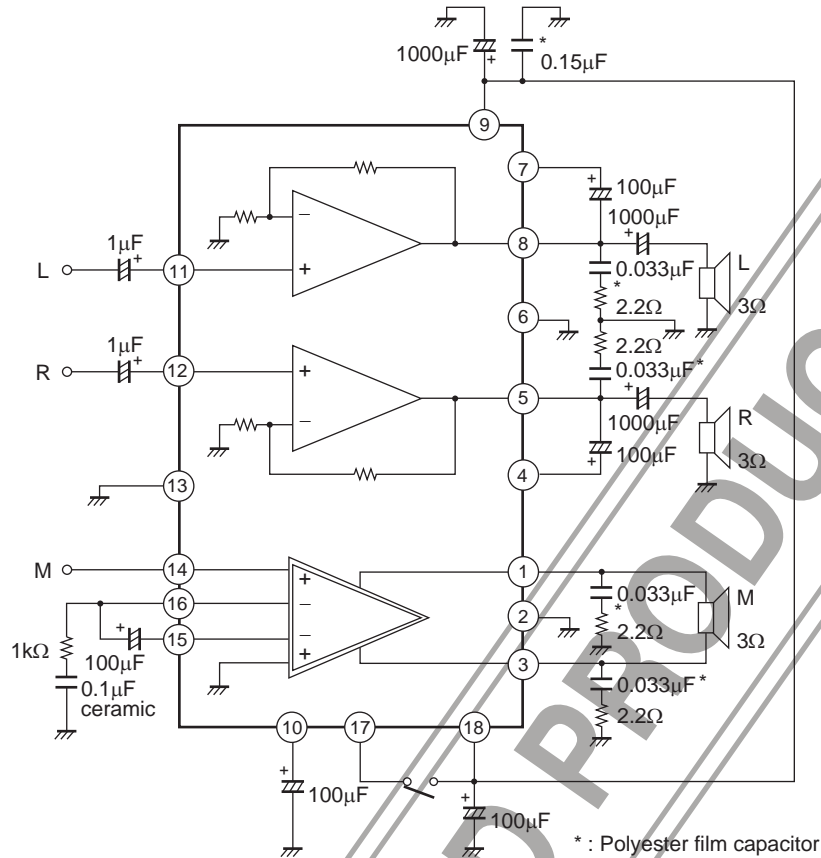 1000μF
+
*
0.15μF
9
7
+
100μF
1000μF
1μF
+
−
+
L
11
8
+
0.033μF
*
2.2Ω
L
3Ω
6
1μF
+
2.2Ω
R
12
+
−
5
0.033μF*
+
1000μF
R
3Ω
100μF
+
4
13
M
14
+
−
−
+
1
0.033μF
*
2.2Ω
M
3Ω
16
2
1kΩ
+
15
100μF
0.1μF
ceramic
3
0.033μF*
2.2Ω
10
17
18
+
100μF
+
100μF
D PRODUC
* : Polyester film capacitor